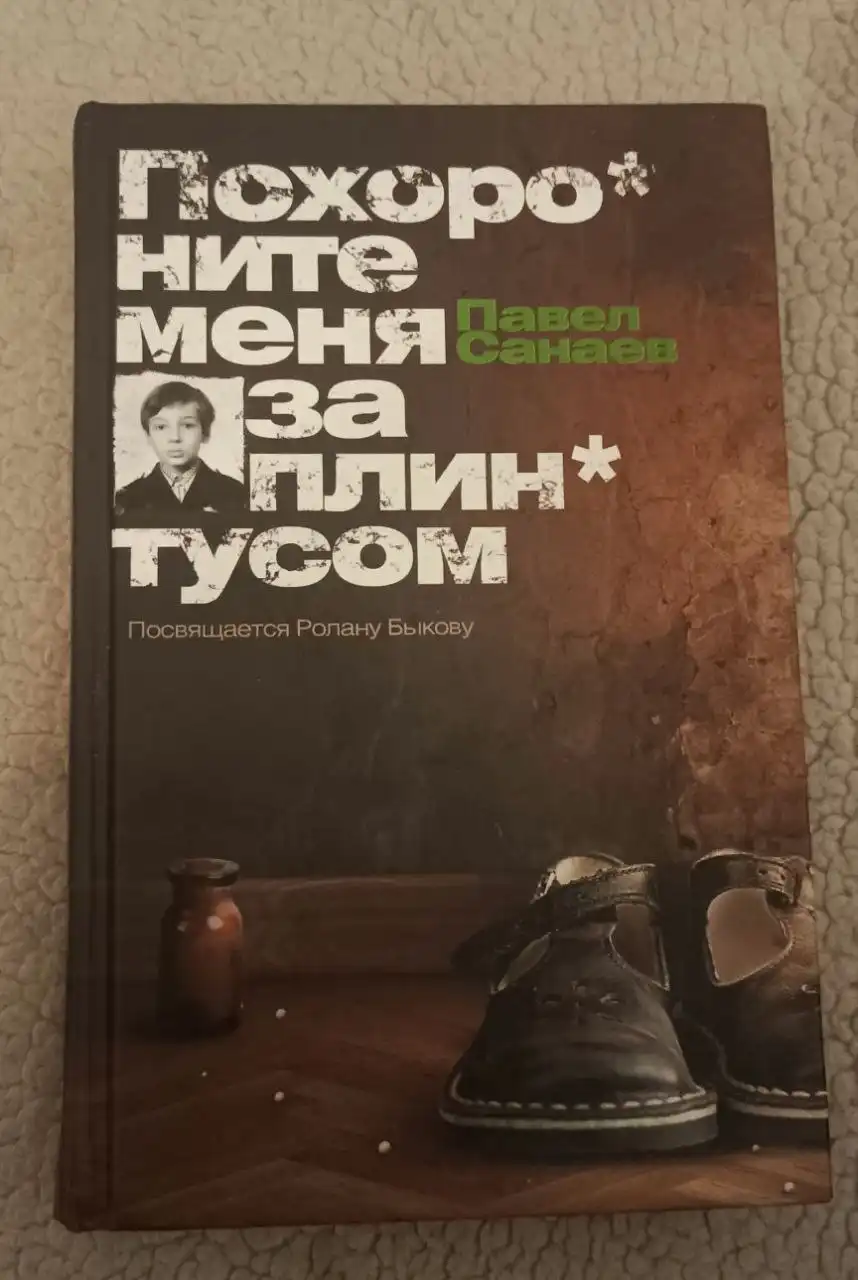 Похоро*
ните
меня
Павел
Санаев
за
плин*
тусом
Посвящается Ролану Быкову